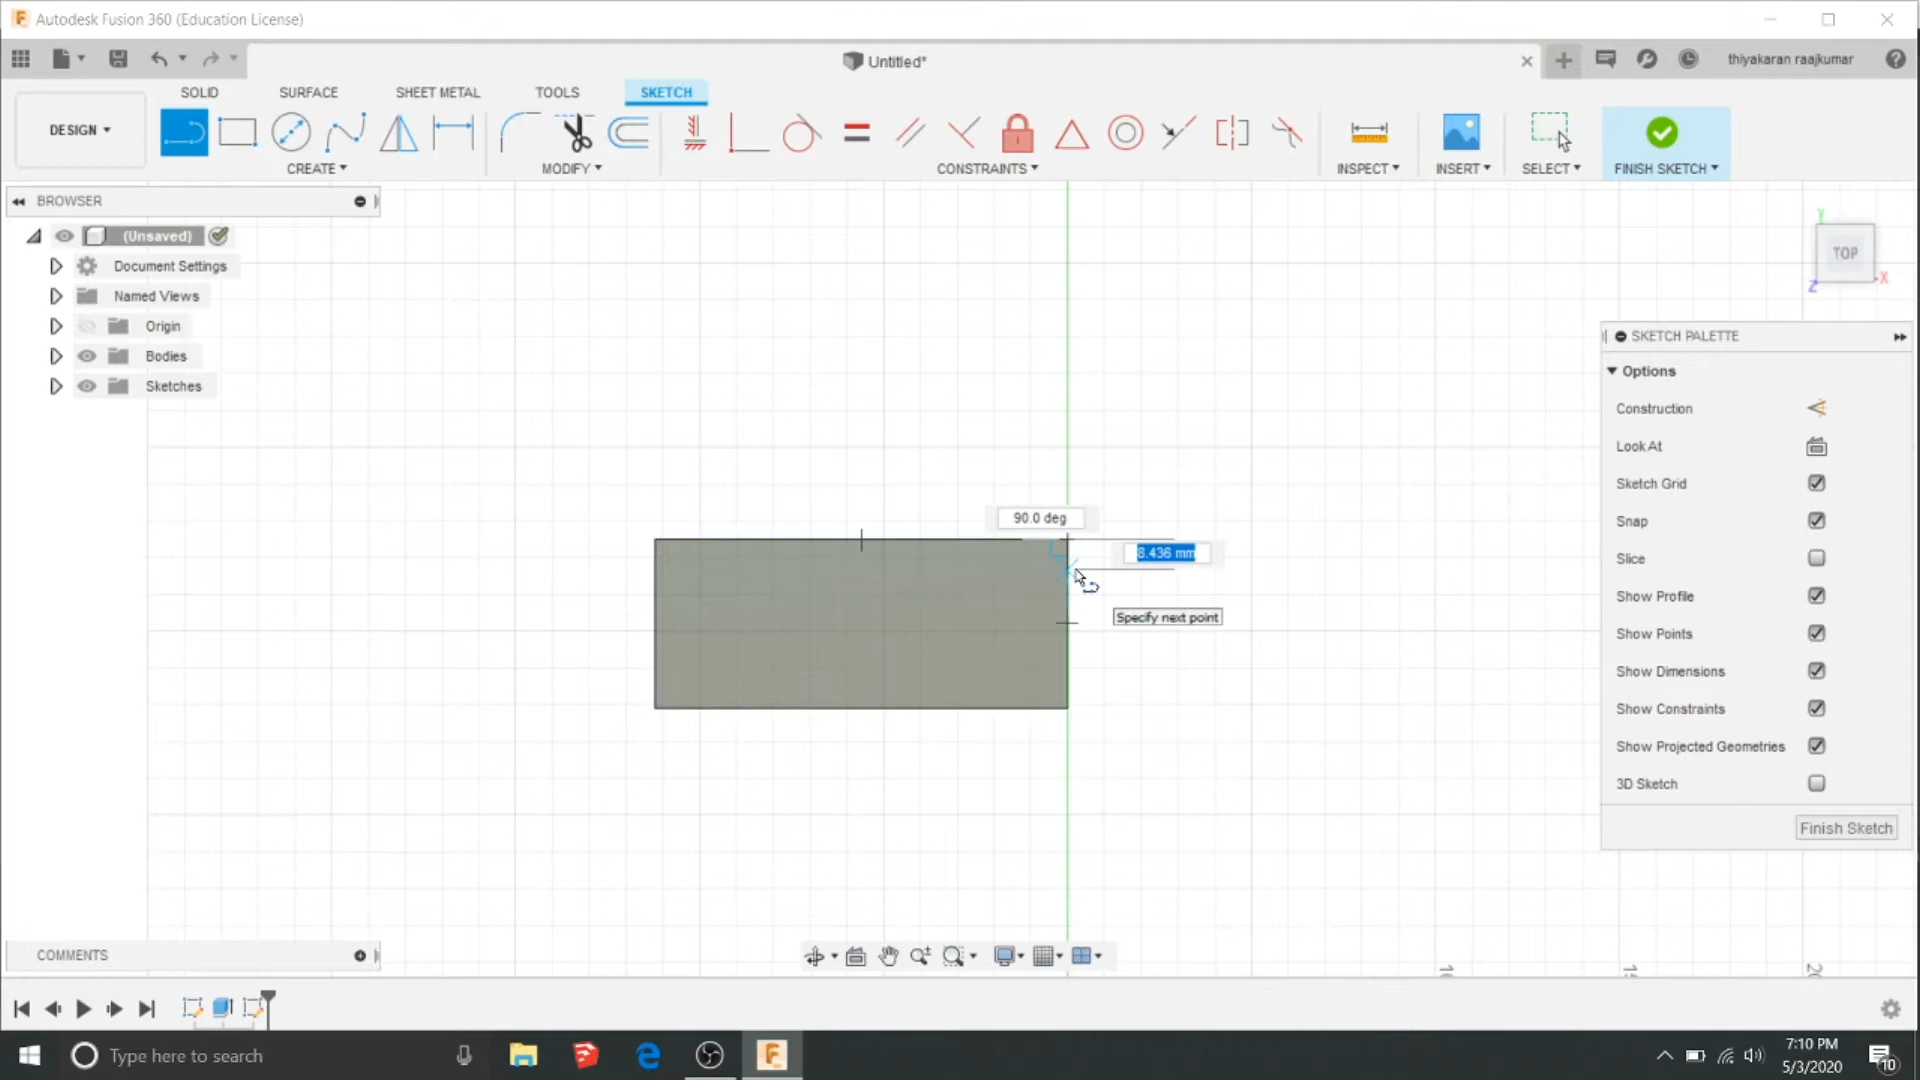 Autodesk Fusion 360 (Education License)
Untitled*
thiyakaran raajkumar
SOLID
SURFACE
SHEET METAL
TOOLS
SKETCH
DESIGN
CREATE
MODIFY
CONSTRAINTS
INSPECT
INSERT
SELECT
FINISH SKETCH
BROWSER
(Unsaved)
Document Settings
Named Views
Origin
Bodies
Sketches
Y
TOP
X
Z
SKETCH PALETTE
Options
Construction
Look At
Sketch Grid
Snap
Slice
Show Profile
Show Points
Show Dimensions
Show Constraints
Show Projected Geometries
3D Sketch
Finish Sketch
90.0 deg
8.436 mm
Specify next point
10
15
20
COMMENTS
Type here to search
7:10 PM
5/3/2020
10